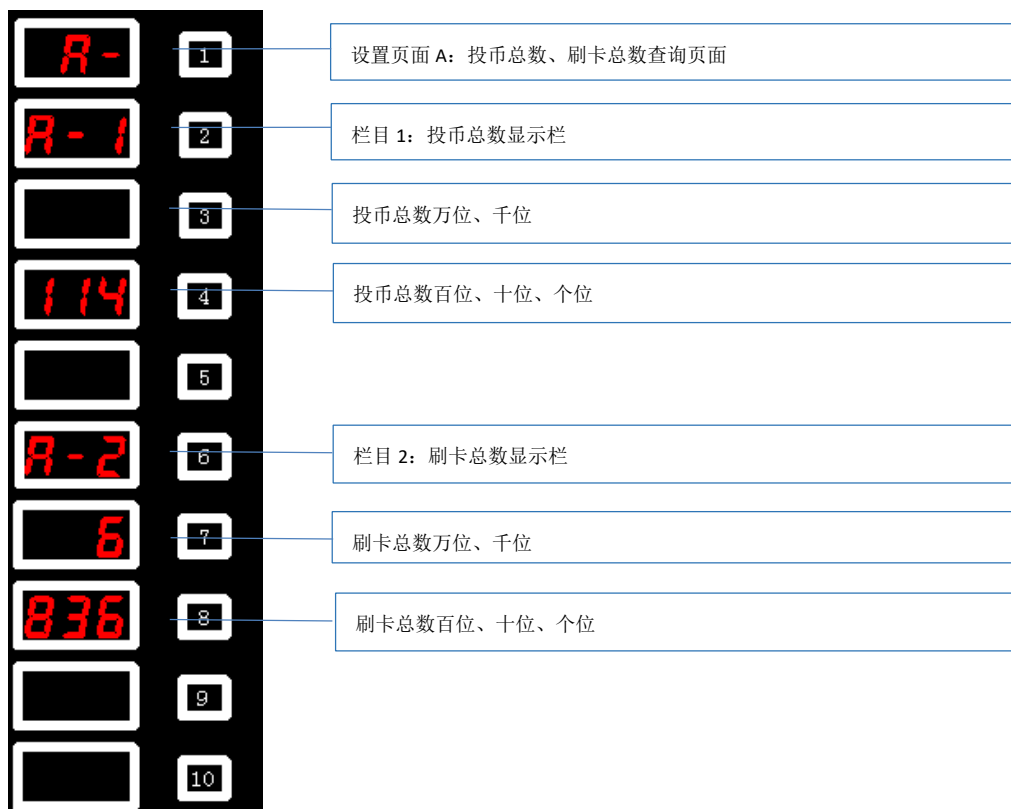 A- 1 设置页面 A：投币总数、刷卡总数查询页面
A-1 2 栏目 1：投币总数显示栏
3 投币总数万位、千位
114 4 投币总数百位、十位、个位
5
A-2 6 栏目 2：刷卡总数显示栏
6 7 刷卡总数万位、千位
836 8 刷卡总数百位、十位、个位
9
10